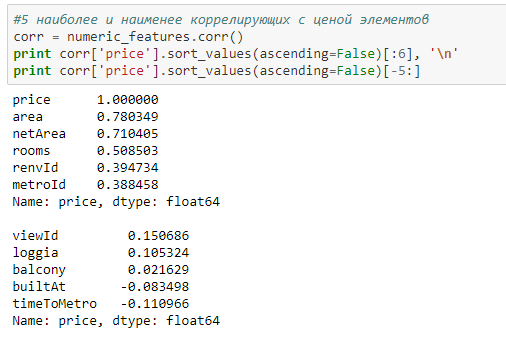 #5 наиболее и наименее коррелирующих с ценой элементов
corr = numeric_features.corr()
print corr['price'].sort_values(ascending=False)[:6], '\n'
print corr['price'].sort_values(ascending=False)[-5:]
price 1.000000
area 0.780349
netArea 0.710405
rooms 0.508503
renvId 0.394734
metroId 0.388458
Name: price, dtype: float64
viewId 0.150686
loggia 0.105324
balcony 0.021629
builtAt -0.083498
timeToMetro -0.110966
Name: price, dtype: float64